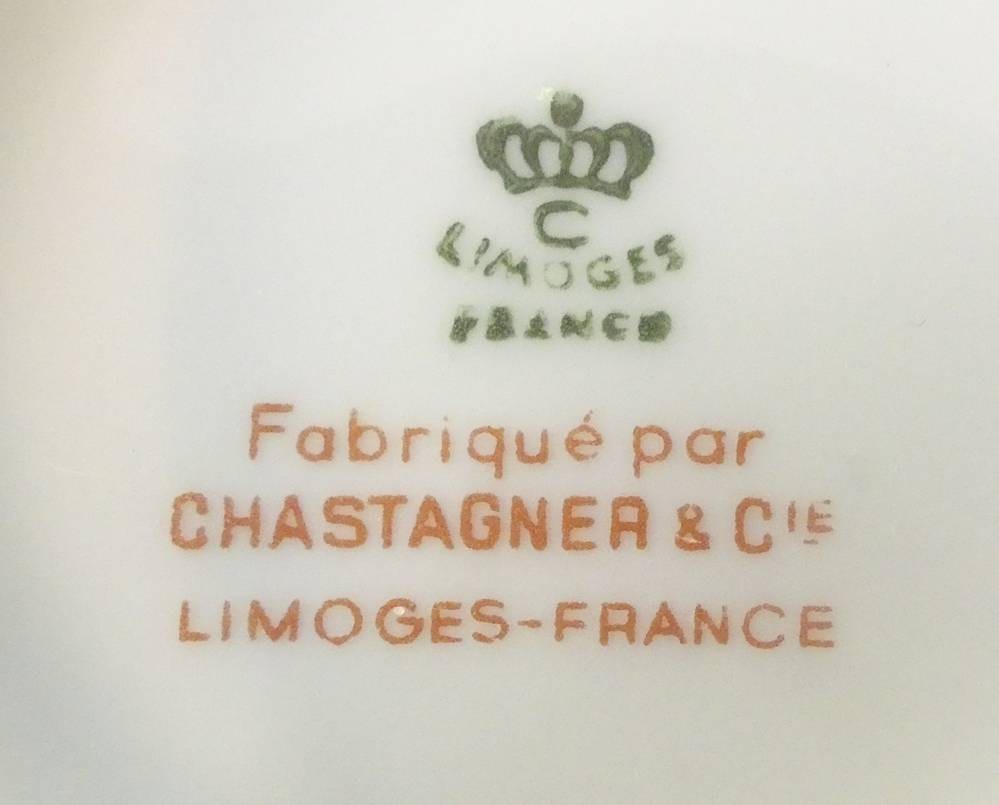 C
LIMOGES
FRANCE
Fabriqué par
CHASTAGNER & CIE
LIMOGES-FRANCE